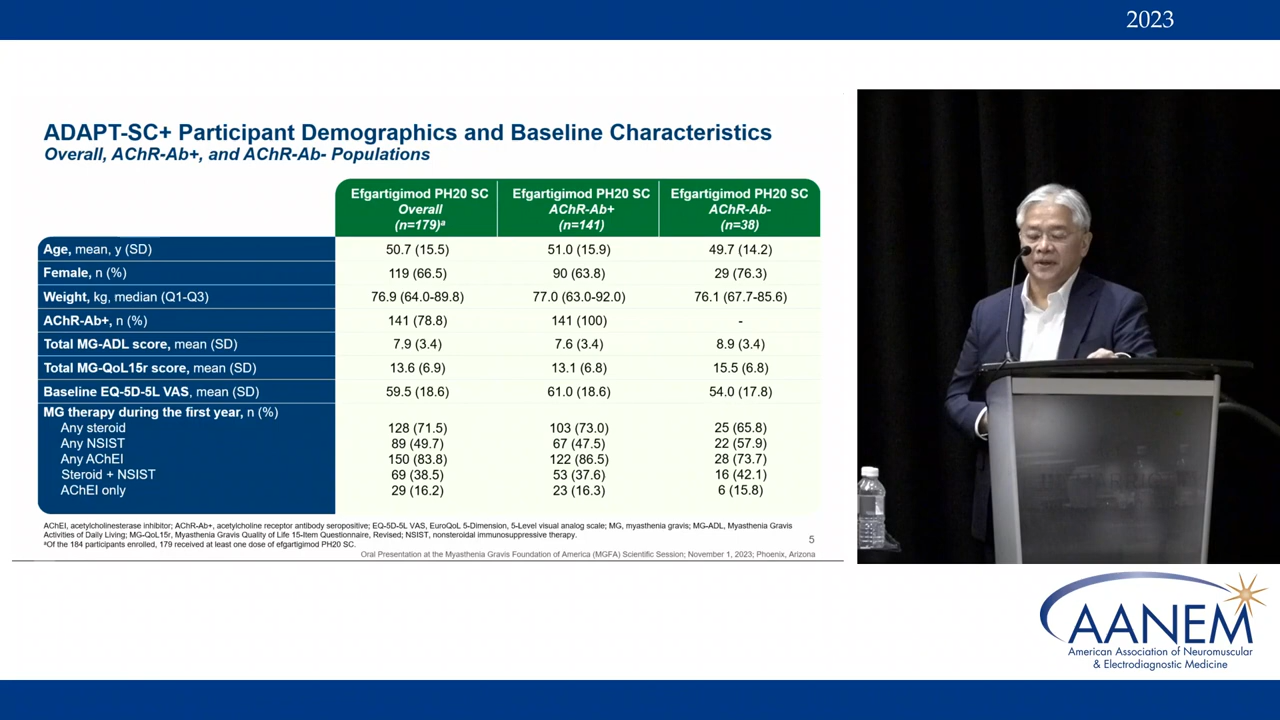 2023
ADAPT-SC+ Participant Demographics and Baseline Characteristics
Overall, AChR-Ab+, and AChR-Ab- Populations
Efgartigimod PH20 SC Overall (n=179)ª
Efgartigimod PH20 SC AChR-Ab+ (n=141)
Efgartigimod PH20 SC AChR-Ab- (n=38)
Age, mean, y (SD) 50.7 (15.5) 51.0 (15.9) 49.7 (14.2)
Female, n (%) 119 (66.5) 90 (63.8) 29 (76.3)
Weight, kg, median (Q1-Q3) 76.9 (64.0-89.8) 77.0 (63.0-92.0) 76.1 (67.7-85.6)
AChR-Ab+, n (%) 141 (78.8) 141 (100) -
Total MG-ADL score, mean (SD) 7.9 (3.4) 7.6 (3.4) 8.9 (3.4)
Total MG-QoL15r score, mean (SD) 13.6 (6.9) 13.1 (6.8) 15.5 (6.8)
Baseline EQ-5D-5L VAS, mean (SD) 59.5 (18.6) 61.0 (18.6) 54.0 (17.8)
MG therapy during the first year, n (%)
Any steroid 128 (71.5) 103 (73.0) 25 (65.8)
Any NSIST 89 (49.7) 67 (47.5) 22 (57.9)
Any AChEI 150 (83.8) 122 (86.5) 28 (73.7)
Steroid + NSIST 69 (38.5) 53 (37.6) 16 (42.1)
AChEI only 29 (16.2) 23 (16.3) 6 (15.8)
AChEI, acetylcholinesterase inhibitor; AChR-Ab+, acetylcholine receptor antibody seropositive; EQ-5D-5L VAS, EuroQoL 5-Dimension, 5-Level visual analog scale; MG, myasthenia gravis; MG-ADL, Myasthenia Gravis
Activities of Daily Living; MG-QoL15r, Myasthenia Gravis Quality of Life 15-Item Questionnaire, Revised; NSIST, nonsteroidal immunosuppressive therapy.
ªOf the 184 participants enrolled, 179 received at least one dose of efgartigimod PH20 SC.
5
Oral Presentation at the Myasthenia Gravis Foundation of America (MGFA) Scientific Session; November 1, 2023; Phoenix, Arizona
AANEM
American Association of Neuromuscular
& Electrodiagnostic Medicine